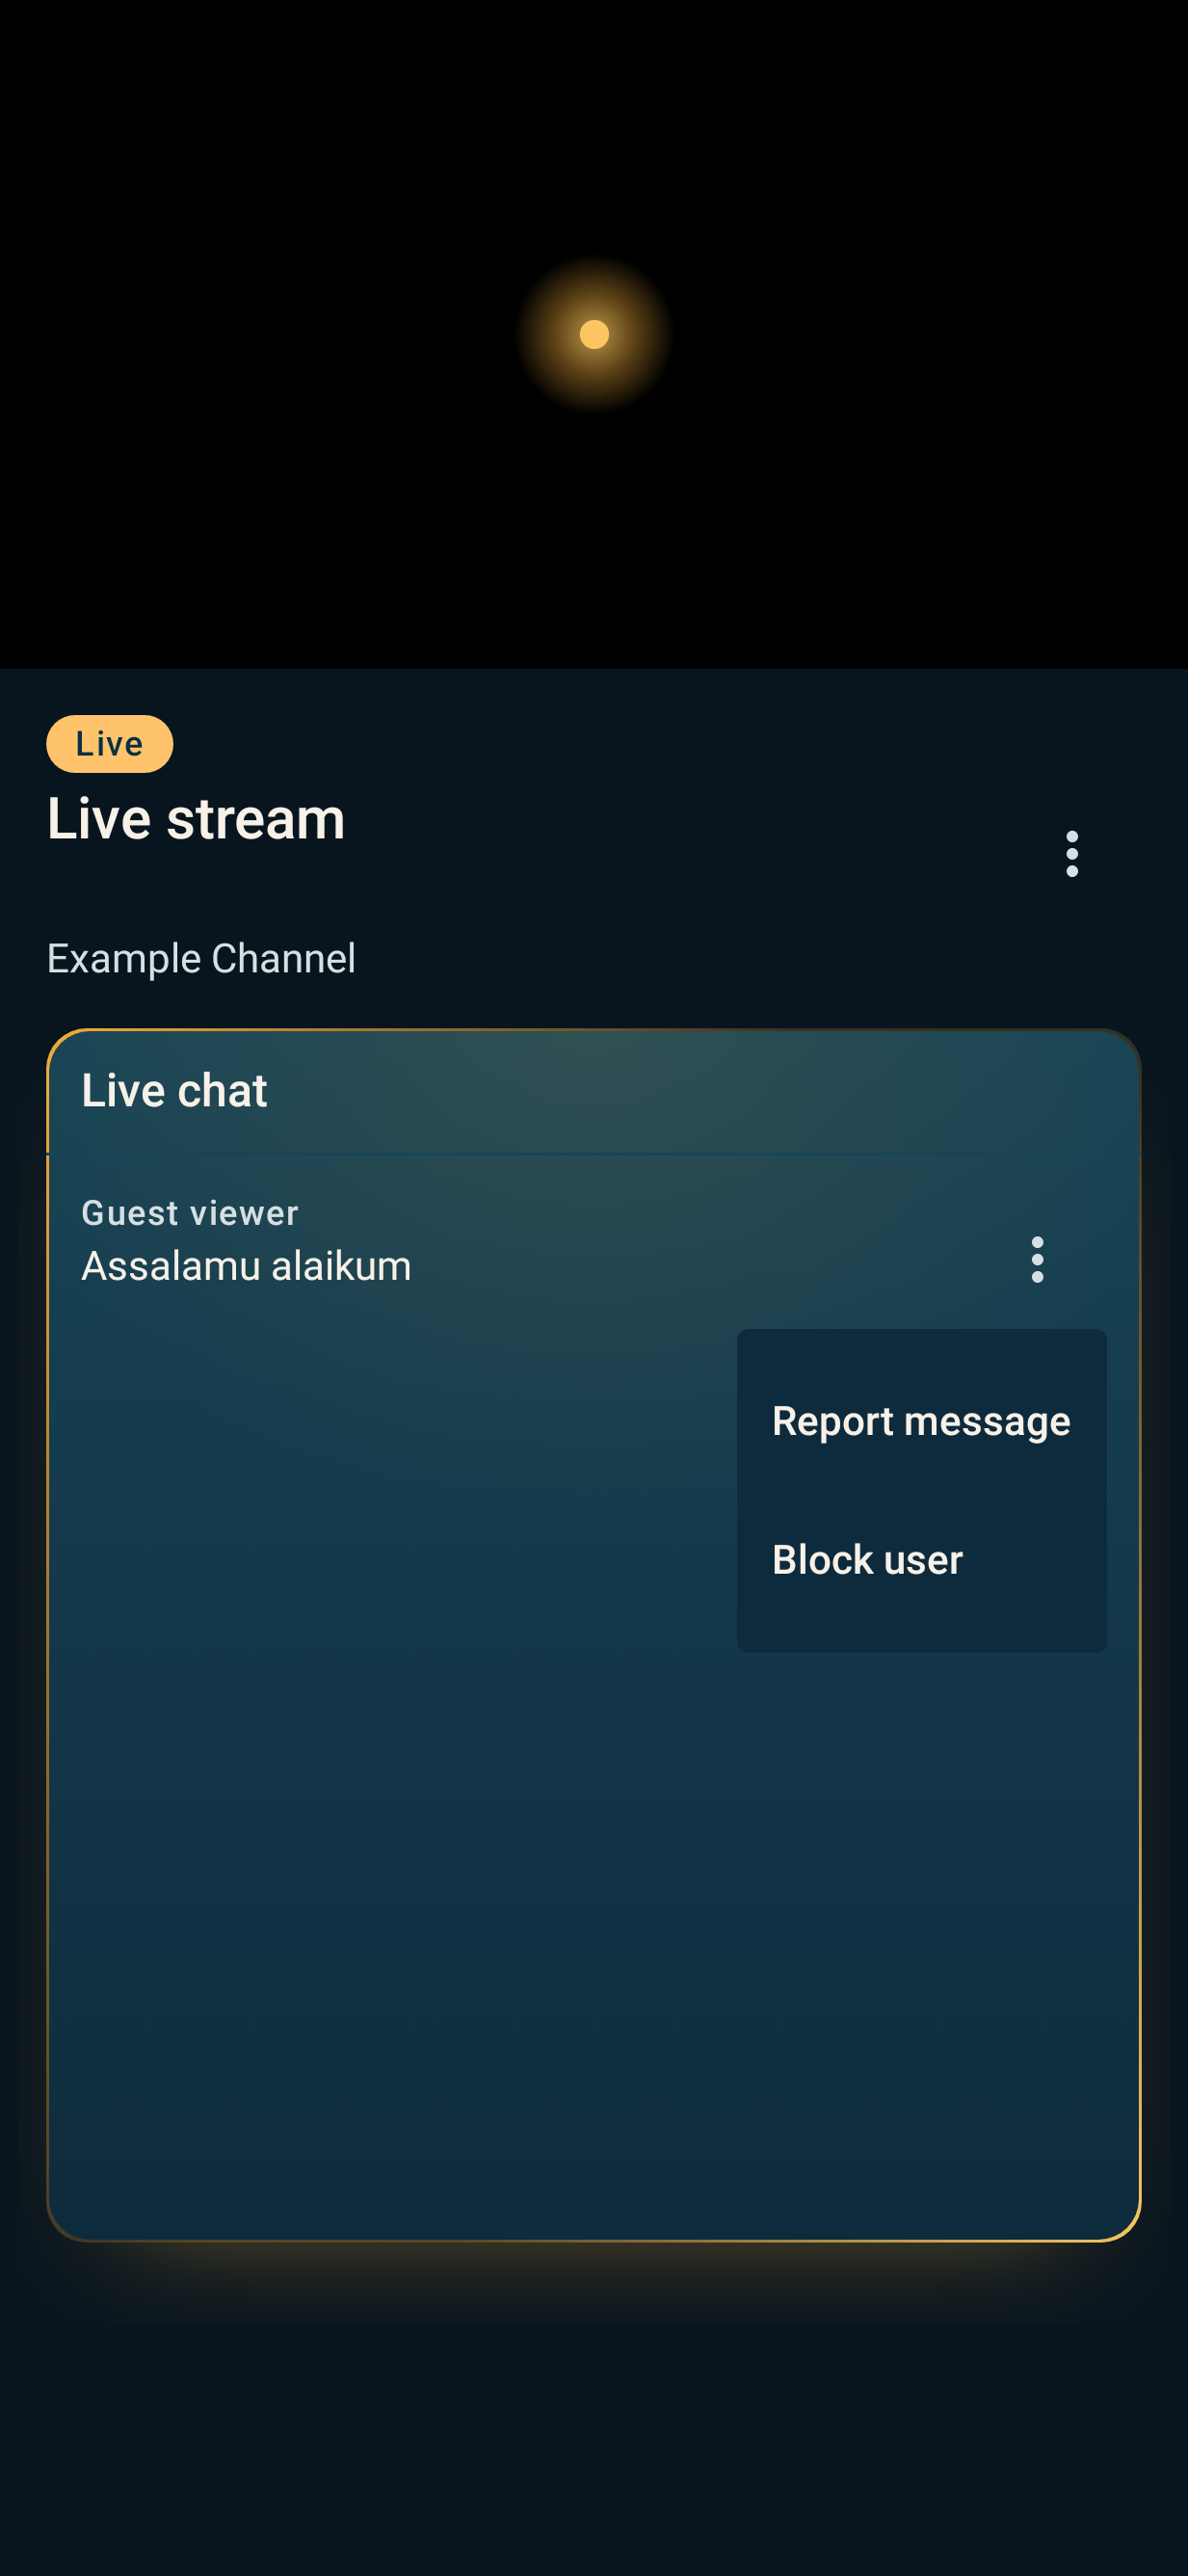 Live
Live stream
Example Channel
Live chat
Guest viewer
Assalamu alaikum
Report message
Block user